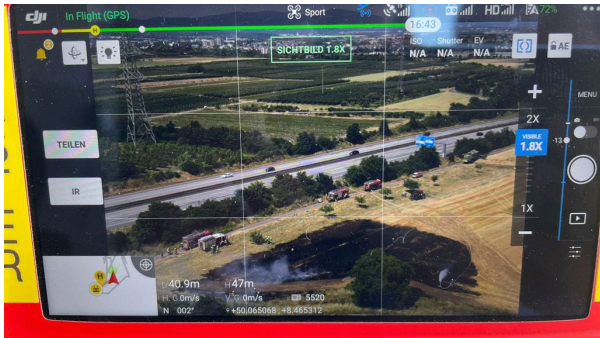 dji In Flight (GPS) Sport HD 72%
16:43
ISO Shutter EV
N/A N/A N/A
AE
SICHTBILD 1.8X
MENU
2X
TEILEN
VISIBLE
1.8X
-13
IR
1X
H
40.9m H 47m
H.S 0m/s V.S 0m/s 5520
N 002° +50.065068, +8.465312